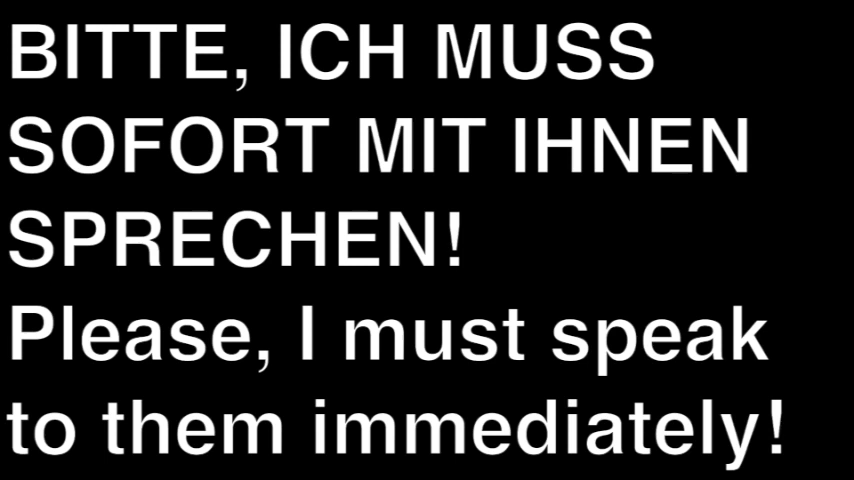 BITTE, ICH MUSS
SOFORT MIT IHNEN
SPRECHEN!
Please, I must speak
to them immediately!